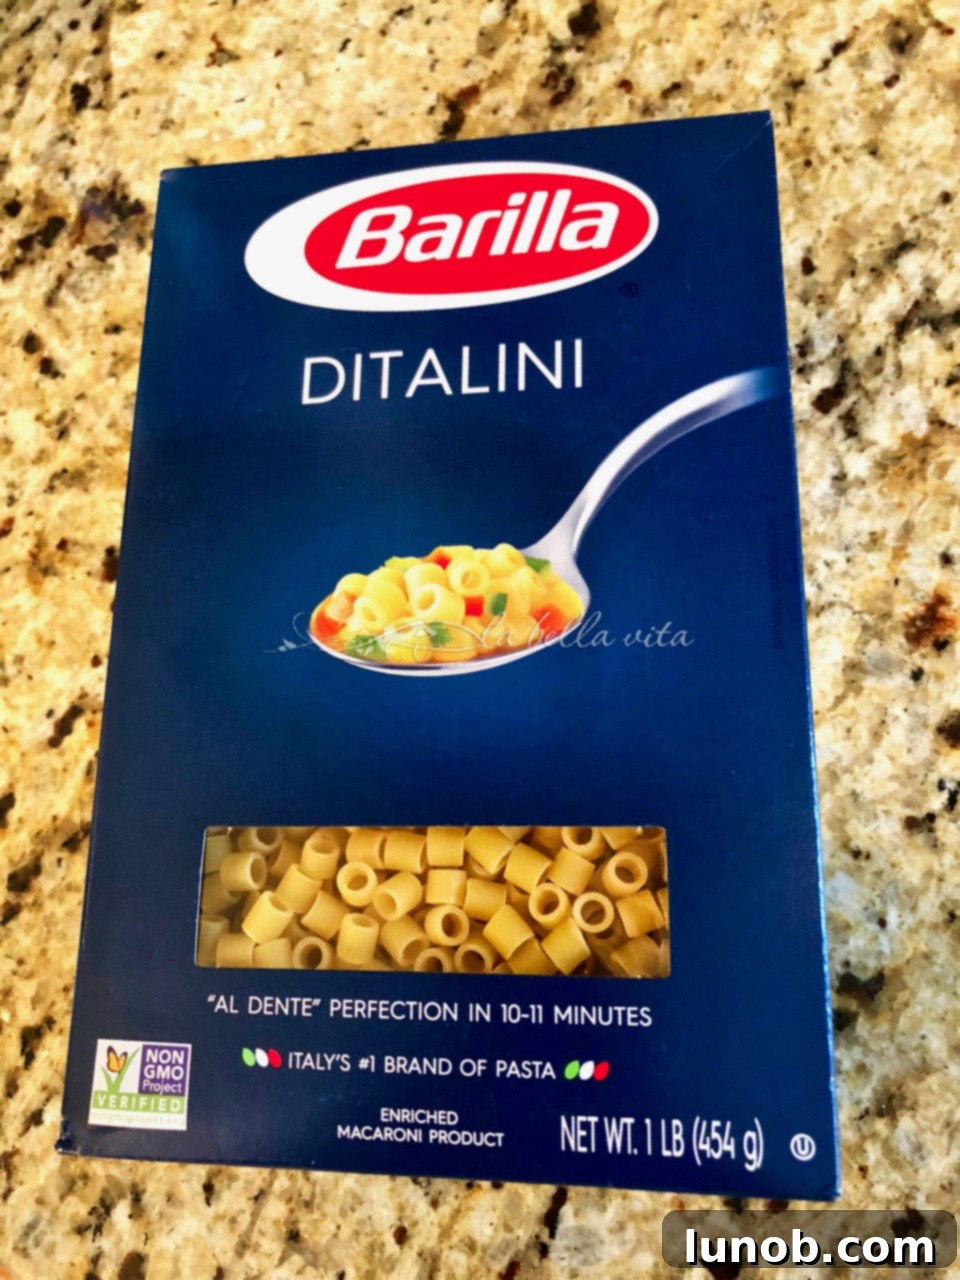 Barilla
®
DITALINI
la bella vita
"AL DENTE" PERFECTION IN 10-11 MINUTES
ITALY'S #1 BRAND OF PASTA
NON
GMO
Project
VERIFIED
ENRICHED
MACARONI PRODUCT
NET WT. 1 LB (454 g)
U
lunob.com